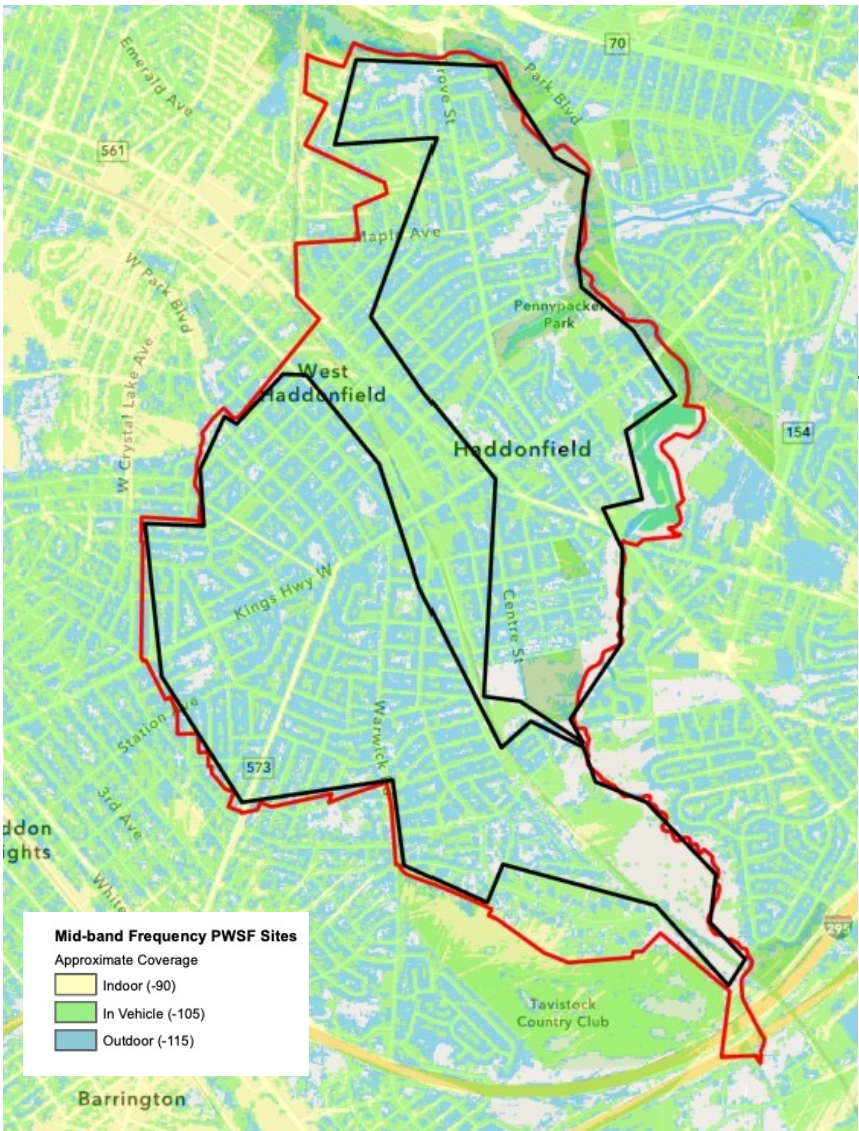 70
Emerald Ave
rove St
Park Blvd
561
Maple Ave
W Park Blvd
Pennypacker
Park
West
Haddonfield
W Crystal Lake Ave
154
Haddonfield
Kings Hwy W
Centre St
Station Ave
Warwick
573
3rd Ave
ddon
ights
White
Mid-band Frequency PWSF Sites
Approximate Coverage
Indoor (-90)
In Vehicle (-105)
Outdoor (-115)
295
Tavistock
Country Club
Barrington